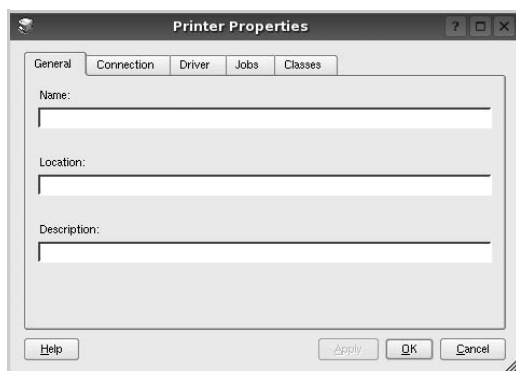 Printer Properties
?
General Connection Driver Jobs Classes
Name:
Location:
Description:
Help Apply OK Cancel